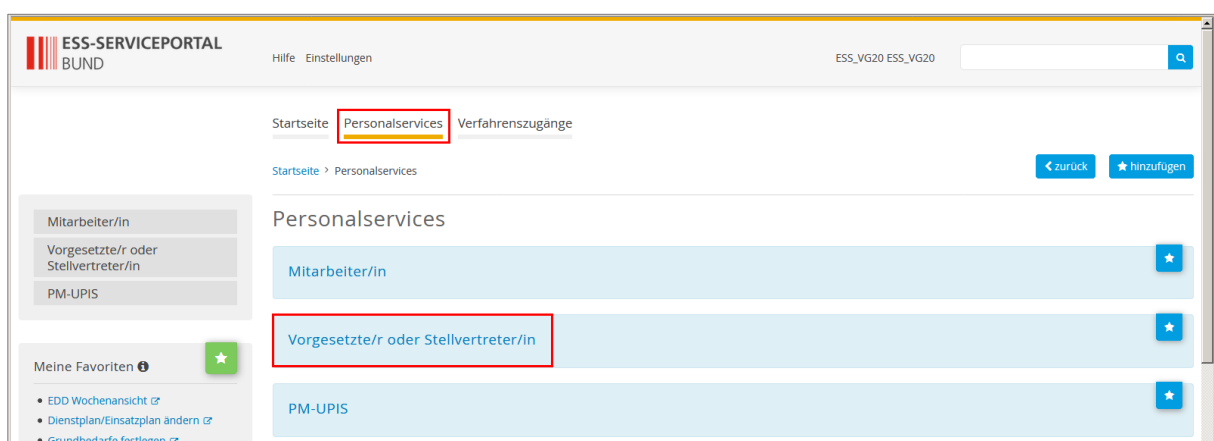 ESS-SERVICEPORTAL
BUND
Hilfe Einstellungen
ESS_VG20 ESS_VG20
Startseite Personalservices Verfahrenszugänge
Startseite > Personalservices
zurück
hinzufügen
Mitarbeiter/in
Vorgesetzte/r oder
Stellvertreter/in
PM-UPIS
Meine Favoriten
EDD Wochenansicht
Dienstplan/Einsatzplan ändern
Grundbedarfe festlegen
Personalservices
Mitarbeiter/in
Vorgesetzte/r oder Stellvertreter/in
PM-UPIS